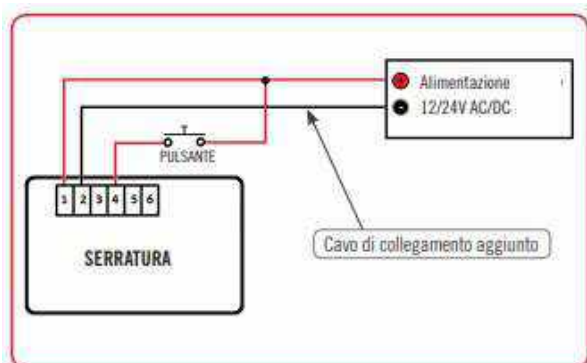 Alimentazione
12/24V AC/DC
PULSANTE
1 2 3 4 5 6
SERRATURA
Cavo di collegamento aggiunto